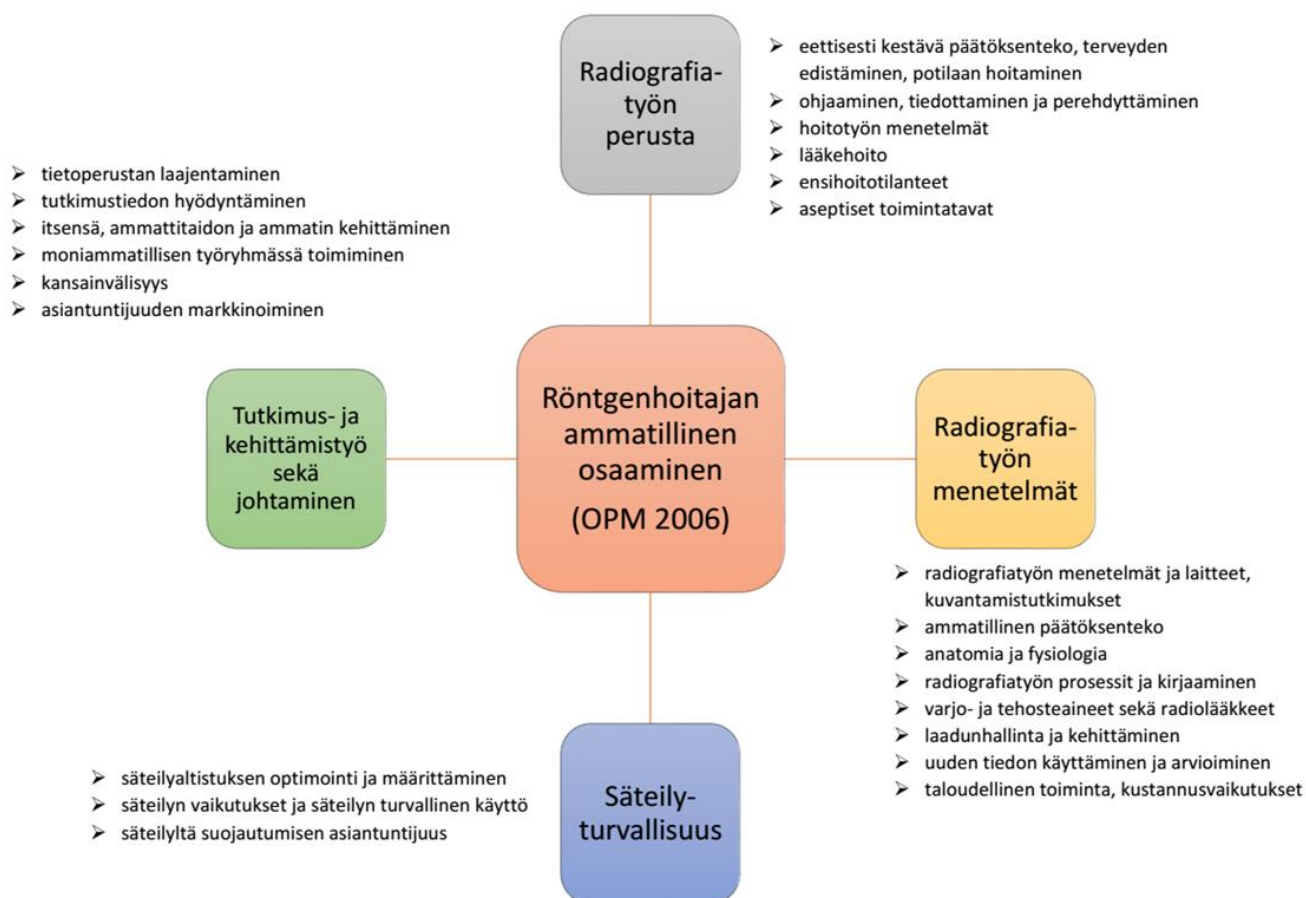 Radiografia-
työn
perusta
➢ eettisesti kestävä päätöksenteko, terveyden
edistäminen, potilaan hoitaminen
➢ ohjaaminen, tiedottaminen ja perehdyttäminen
➢ hoitotyön menetelmät
➢ lääkehoito
➢ ensihoitotilanteet
➢ aseptiset toimintatavat
➢ tietoperustan laajentaminen
➢ tutkimustiedon hyödyntäminen
➢ itsensä, ammattitaidon ja ammatin kehittäminen
➢ moniammatillisen työryhmässä toimiminen
➢ kansainvälisyys
➢ asiantuntijuuden markkinoiminen
Tutkimus- ja
kehittämistyö
sekä
johtaminen
Röntgenhoitajan
ammatillinen
osaaminen
(OPM 2006)
Radiografia-
työn
menetelmät
➢ radiografiatyön menetelmät ja laitteet,
kuvantamistutkimukset
➢ ammatillinen päätöksenteko
➢ anatomia ja fysiologia
➢ radiografiatyön prosessit ja kirjaaminen
➢ varjo- ja tehosteaineet sekä radiolääkkeet
➢ laadunhallinta ja kehittäminen
➢ uuden tiedon käyttäminen ja arvioiminen
➢ taloudellinen toiminta, kustannusvaikutukset
➢ säteilyaltistuksen optimointi ja määrittäminen
➢ säteilyn vaikutukset ja säteilyn turvallinen käyttö
➢ säteilyltä suojautumisen asiantuntijuus
Säteily-
turvallisuus